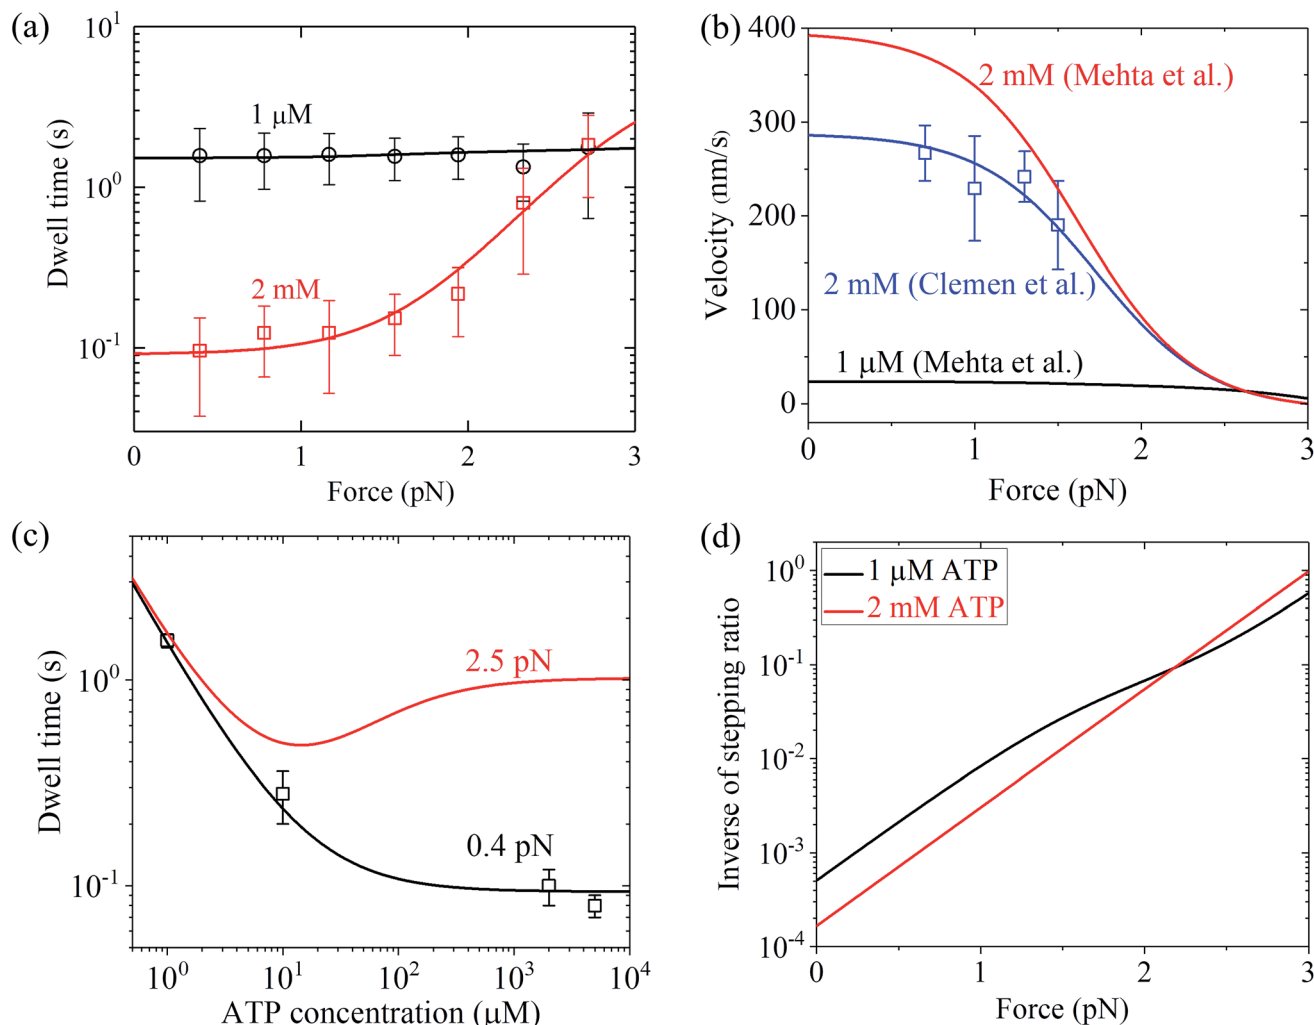 (a)
10¹
10⁰
10⁻¹
Dwell time (s)
1 μM
2 mM
0
1
2
3
Force (pN)
(b)
400
300
200
100
0
Velocity (nm/s)
2 mM (Mehta et al.)
2 mM (Clemen et al.)
1 μM (Mehta et al.)
0
1
2
3
Force (pN)
(c)
10⁰
10⁻¹
Dwell time (s)
2.5 pN
0.4 pN
10⁰
10¹
10²
10³
10⁴
ATP concentration (μM)
(d)
10⁰
10⁻¹
10⁻²
10⁻³
10⁻⁴
Inverse of stepping ratio
1 μM ATP
2 mM ATP
0
1
2
3
Force (pN)